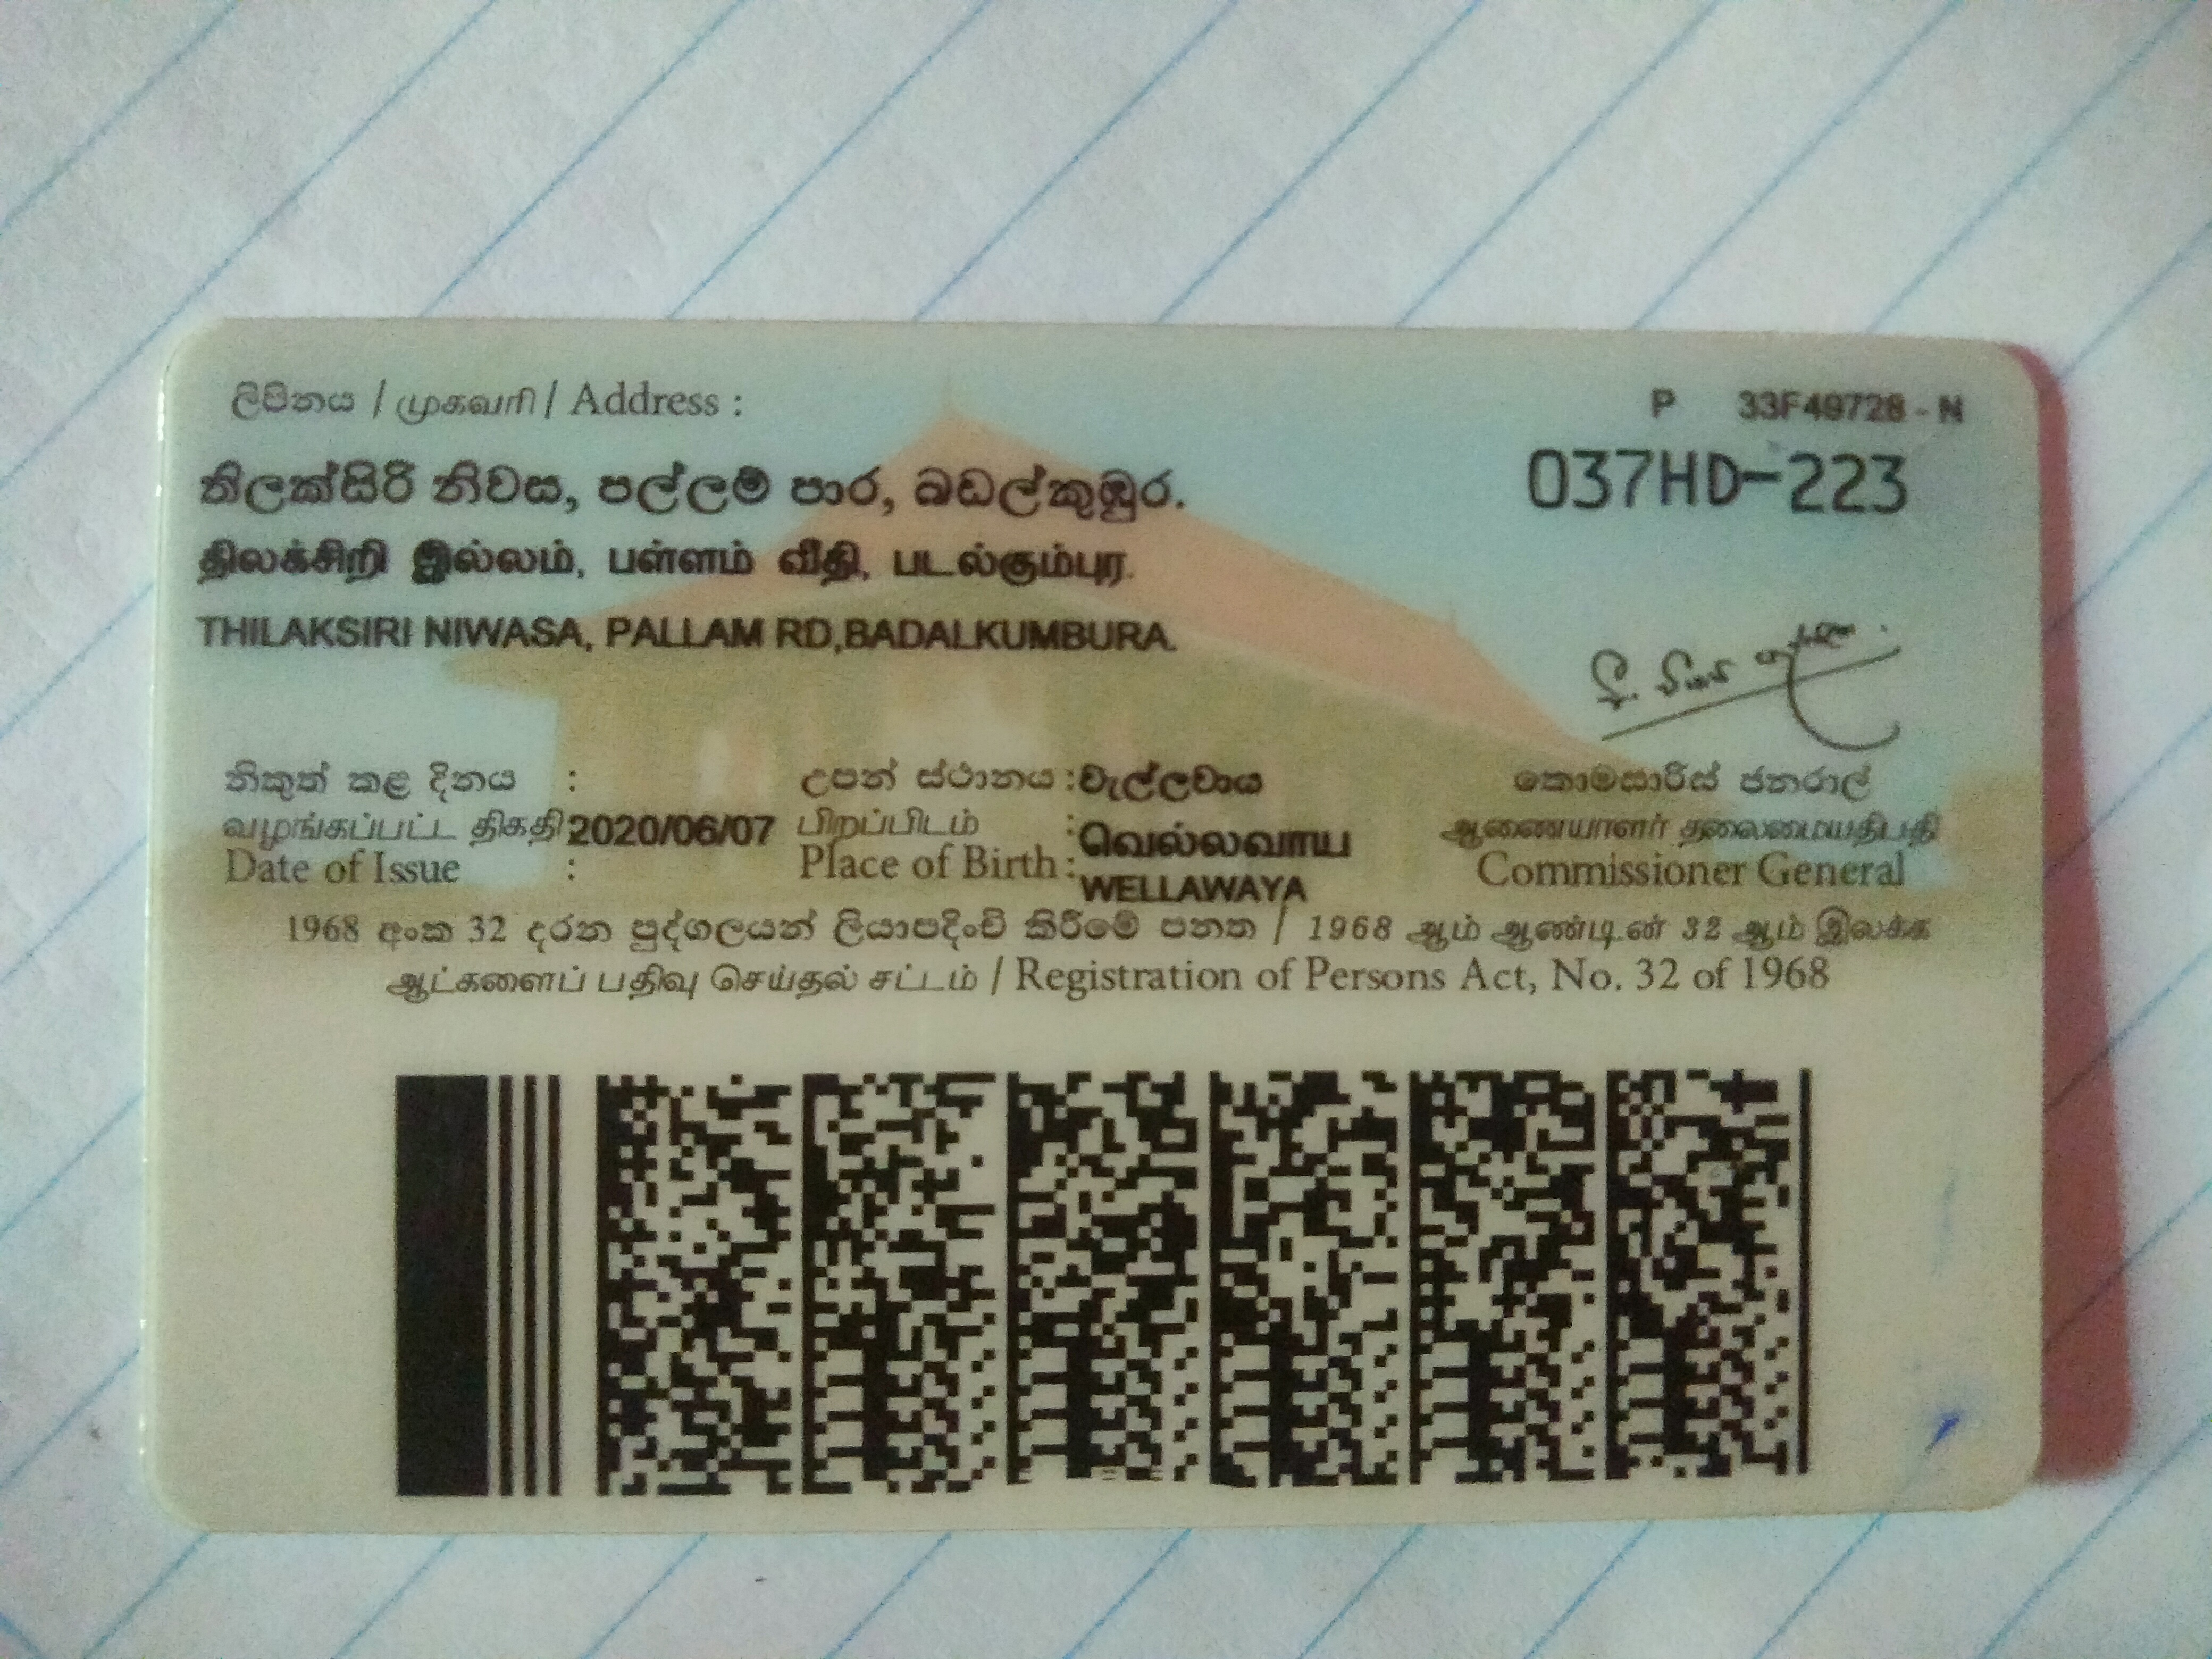 ලිපිනය / முகவரி / Address :
P 33F49728 - N
037HD-223
තිලක්සිරි නිවස, පල්ලම් පාර, බඩල්කුඹුර.
திலக்சிறி இல்லம், பள்ளம் வீதி, படல்கும்புர.
THILAKSIRI NIWASA, PALLAM RD,BADALKUMBURA.
නිකුත් කළ දිනය :
வழங்கப்பட்ட திகதி 2020/06/07
Date of Issue :
උපන් ස්ථානය : වැල්ලවාය
பிறப்பிடம் : வெல்லவாய
Place of Birth : WELLAWAYA
කොමසාරිස් ජනරාල්
ஆணையாளர் தலைமையதிபதி
Commissioner General
1968 අංක 32 දරන පුද්ගලයන් ලියාපදිංචි කිරීමේ පනත / 1968 ஆம் ஆண்டின் 32 ஆம் இலக்க
ஆட்களைப் பதிவு செய்தல் சட்டம் / Registration of Persons Act, No. 32 of 1968